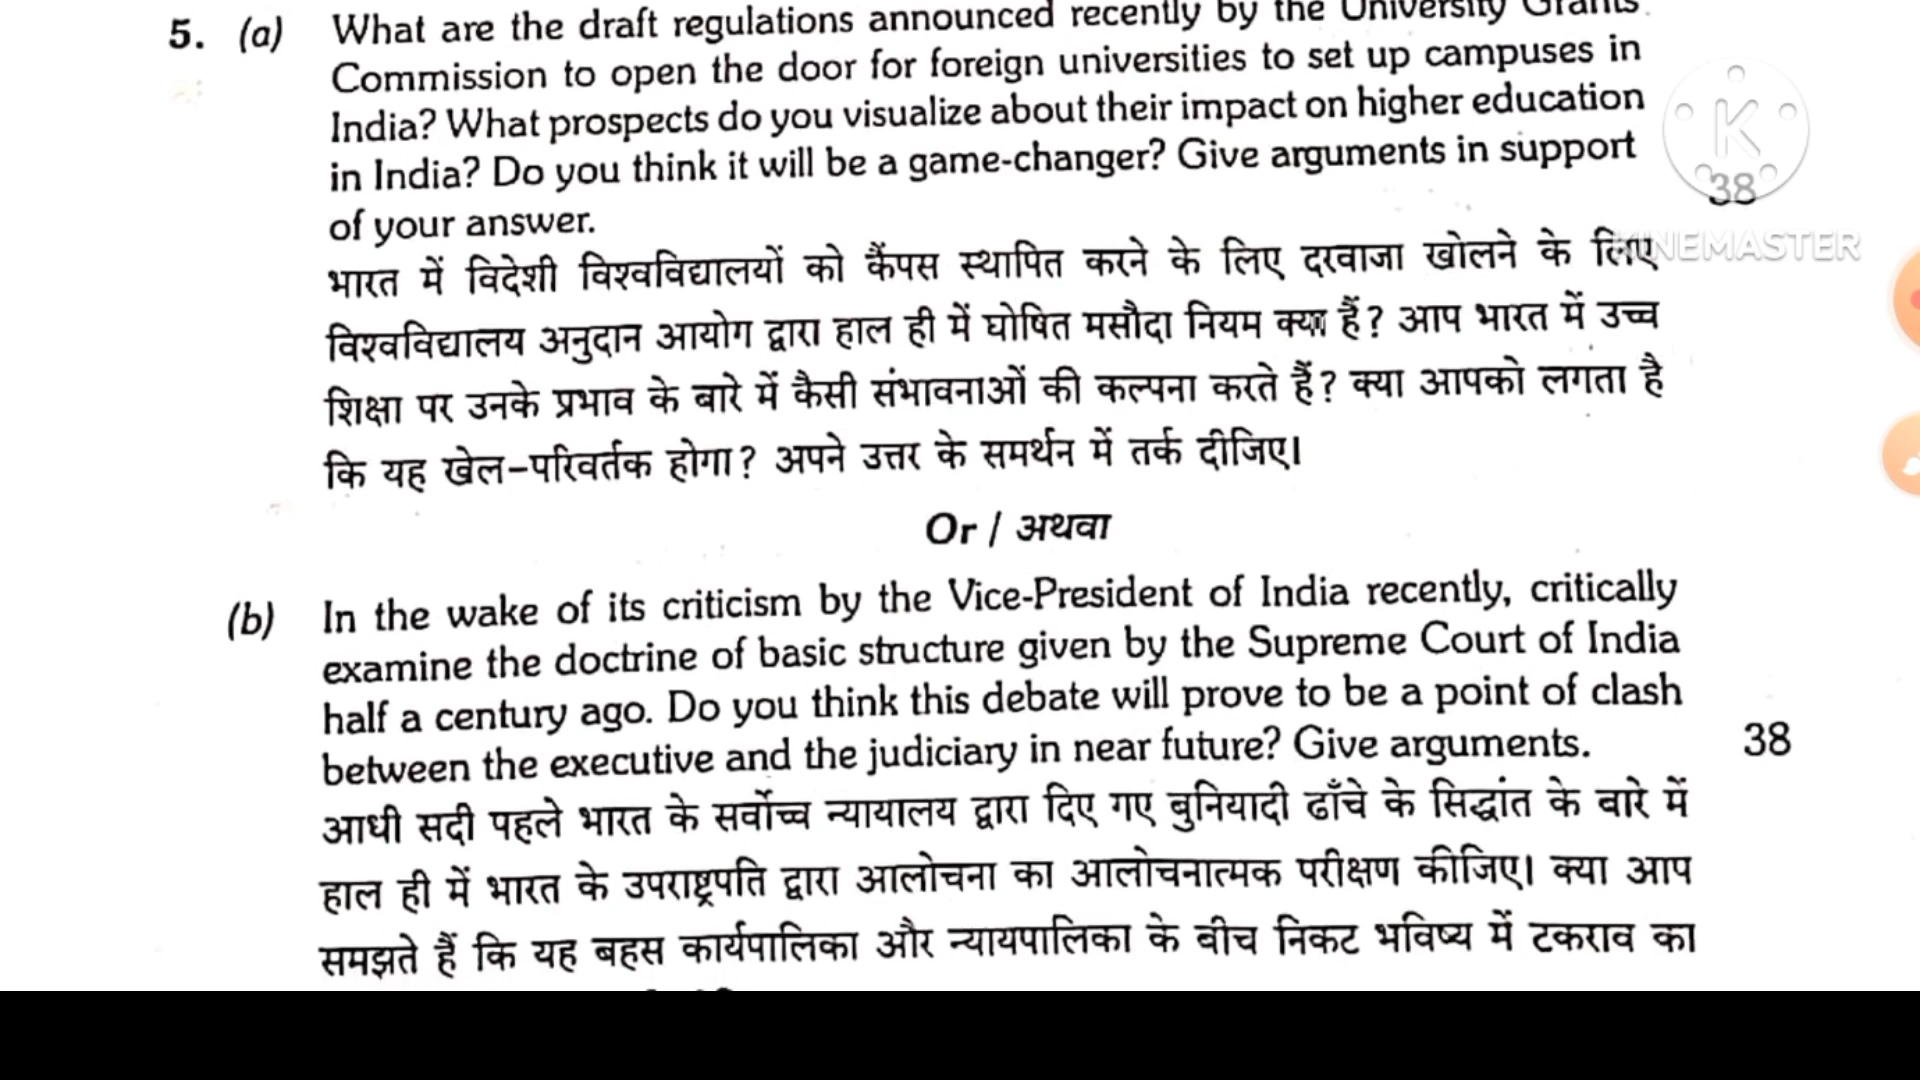 5. (a) What are the draft regulations announced recently by the University Grants
Commission to open the door for foreign universities to set up campuses in
India? What prospects do you visualize about their impact on higher education
in India? Do you think it will be a game-changer? Give arguments in support
of your answer. 38
भारत में विदेशी विश्वविद्यालयों को कैंपस स्थापित करने के लिए दरवाजा खोलने के लिए
विश्वविद्यालय अनुदान आयोग द्वारा हाल ही में घोषित मसौदा नियम क्या हैं? आप भारत में उच्च
शिक्षा पर उनके प्रभाव के बारे में कैसी संभावनाओं की कल्पना करते हैं? क्या आपको लगता है
कि यह खेल-परिवर्तक होगा? अपने उत्तर के समर्थन में तर्क दीजिए।
Or / अथवा
(b) In the wake of its criticism by the Vice-President of India recently, critically
examine the doctrine of basic structure given by the Supreme Court of India
half a century ago. Do you think this debate will prove to be a point of clash
between the executive and the judiciary in near future? Give arguments. 38
आधी सदी पहले भारत के सर्वोच्च न्यायालय द्वारा दिए गए बुनियादी ढाँचे के सिद्धांत के बारे में
हाल ही में भारत के उपराष्ट्रपति द्वारा आलोचना का आलोचनात्मक परीक्षण कीजिए। क्या आप
समझते हैं कि यह बहस कार्यपालिका और न्यायपालिका के बीच निकट भविष्य में टकराव का
K
KINEMASTER